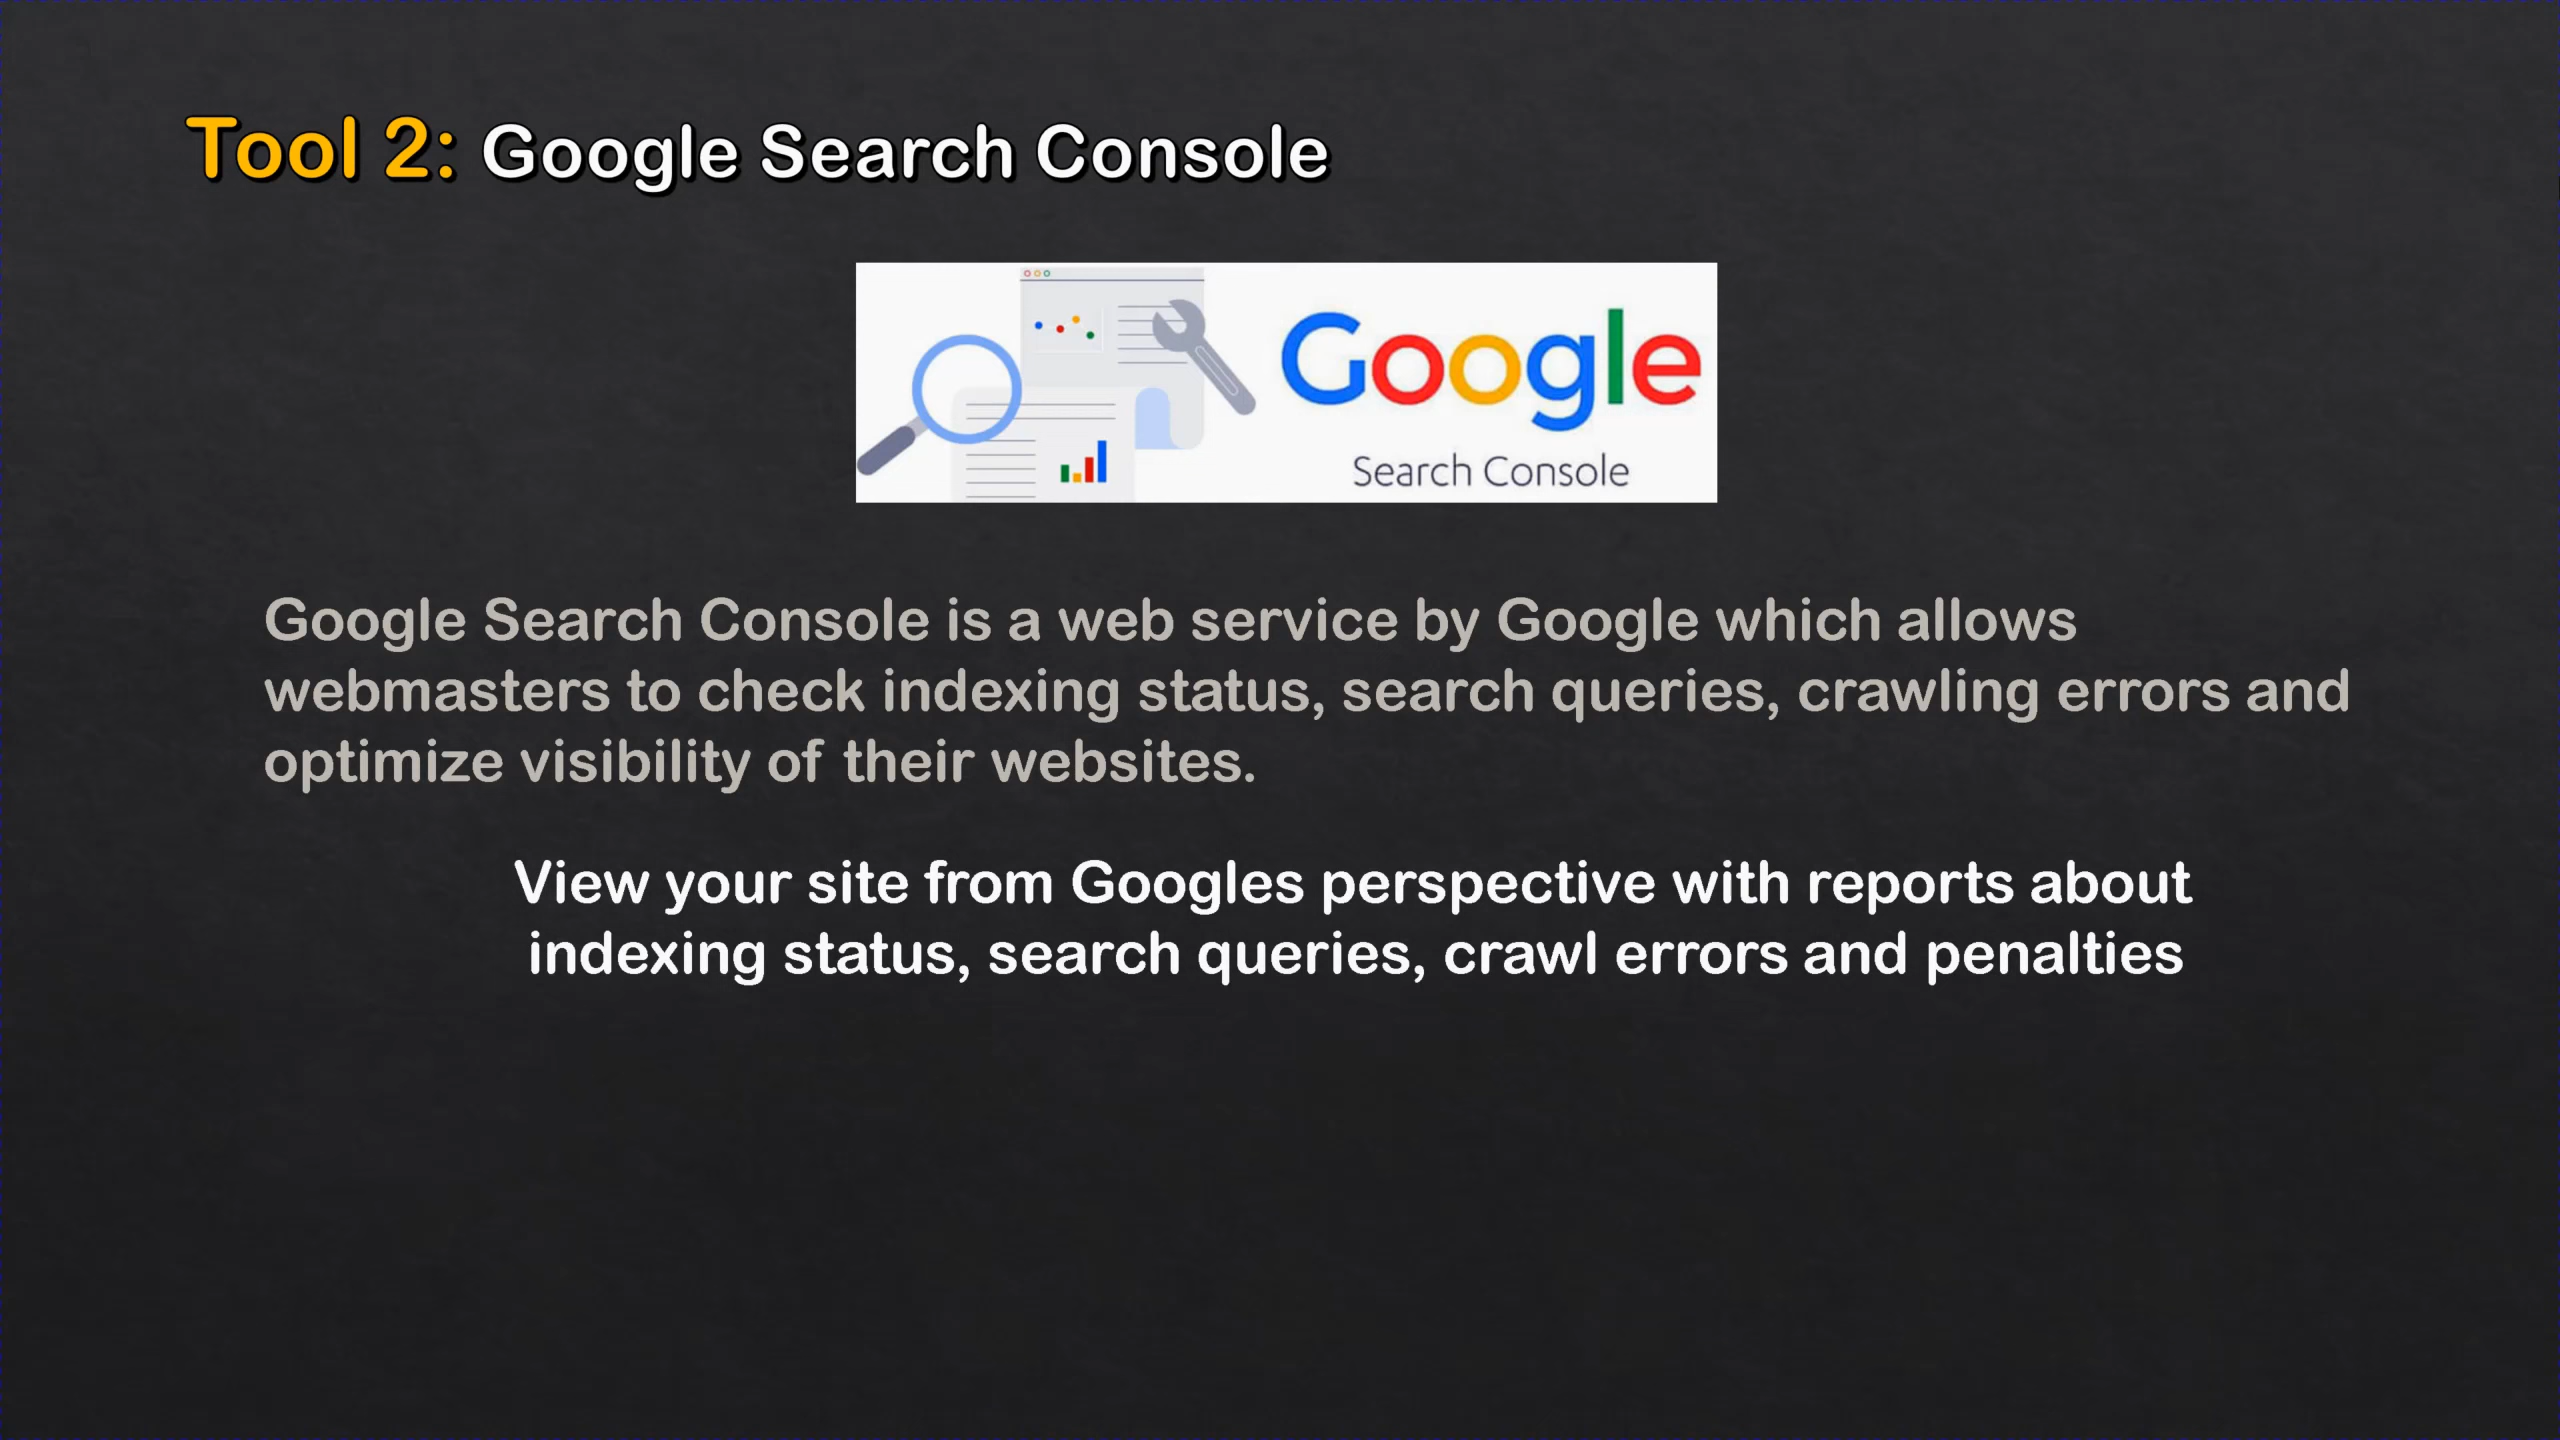 Tool 2: Google Search Console
Google
Search Console
Google Search Console is a web service by Google which allows
webmasters to check indexing status, search queries, crawling errors and
optimize visibility of their websites.
View your site from Googles perspective with reports about
indexing status, search queries, crawl errors and penalties